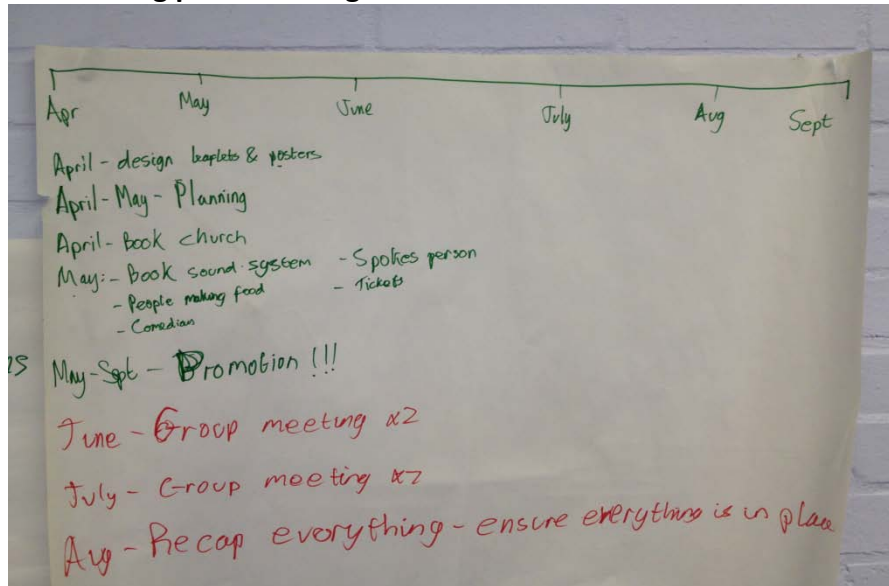 Apr May June July Aug Sept
April - design leaflets & posters
April - May - Planning
April - Book church
May: - Book sound system - Spokes person
- People making food - Tickets
- Comedian
May - Sept - Promotion !!!
June - Group meeting x2
July - Group meeting x2
Aug - Recap everything - ensure everything is in place